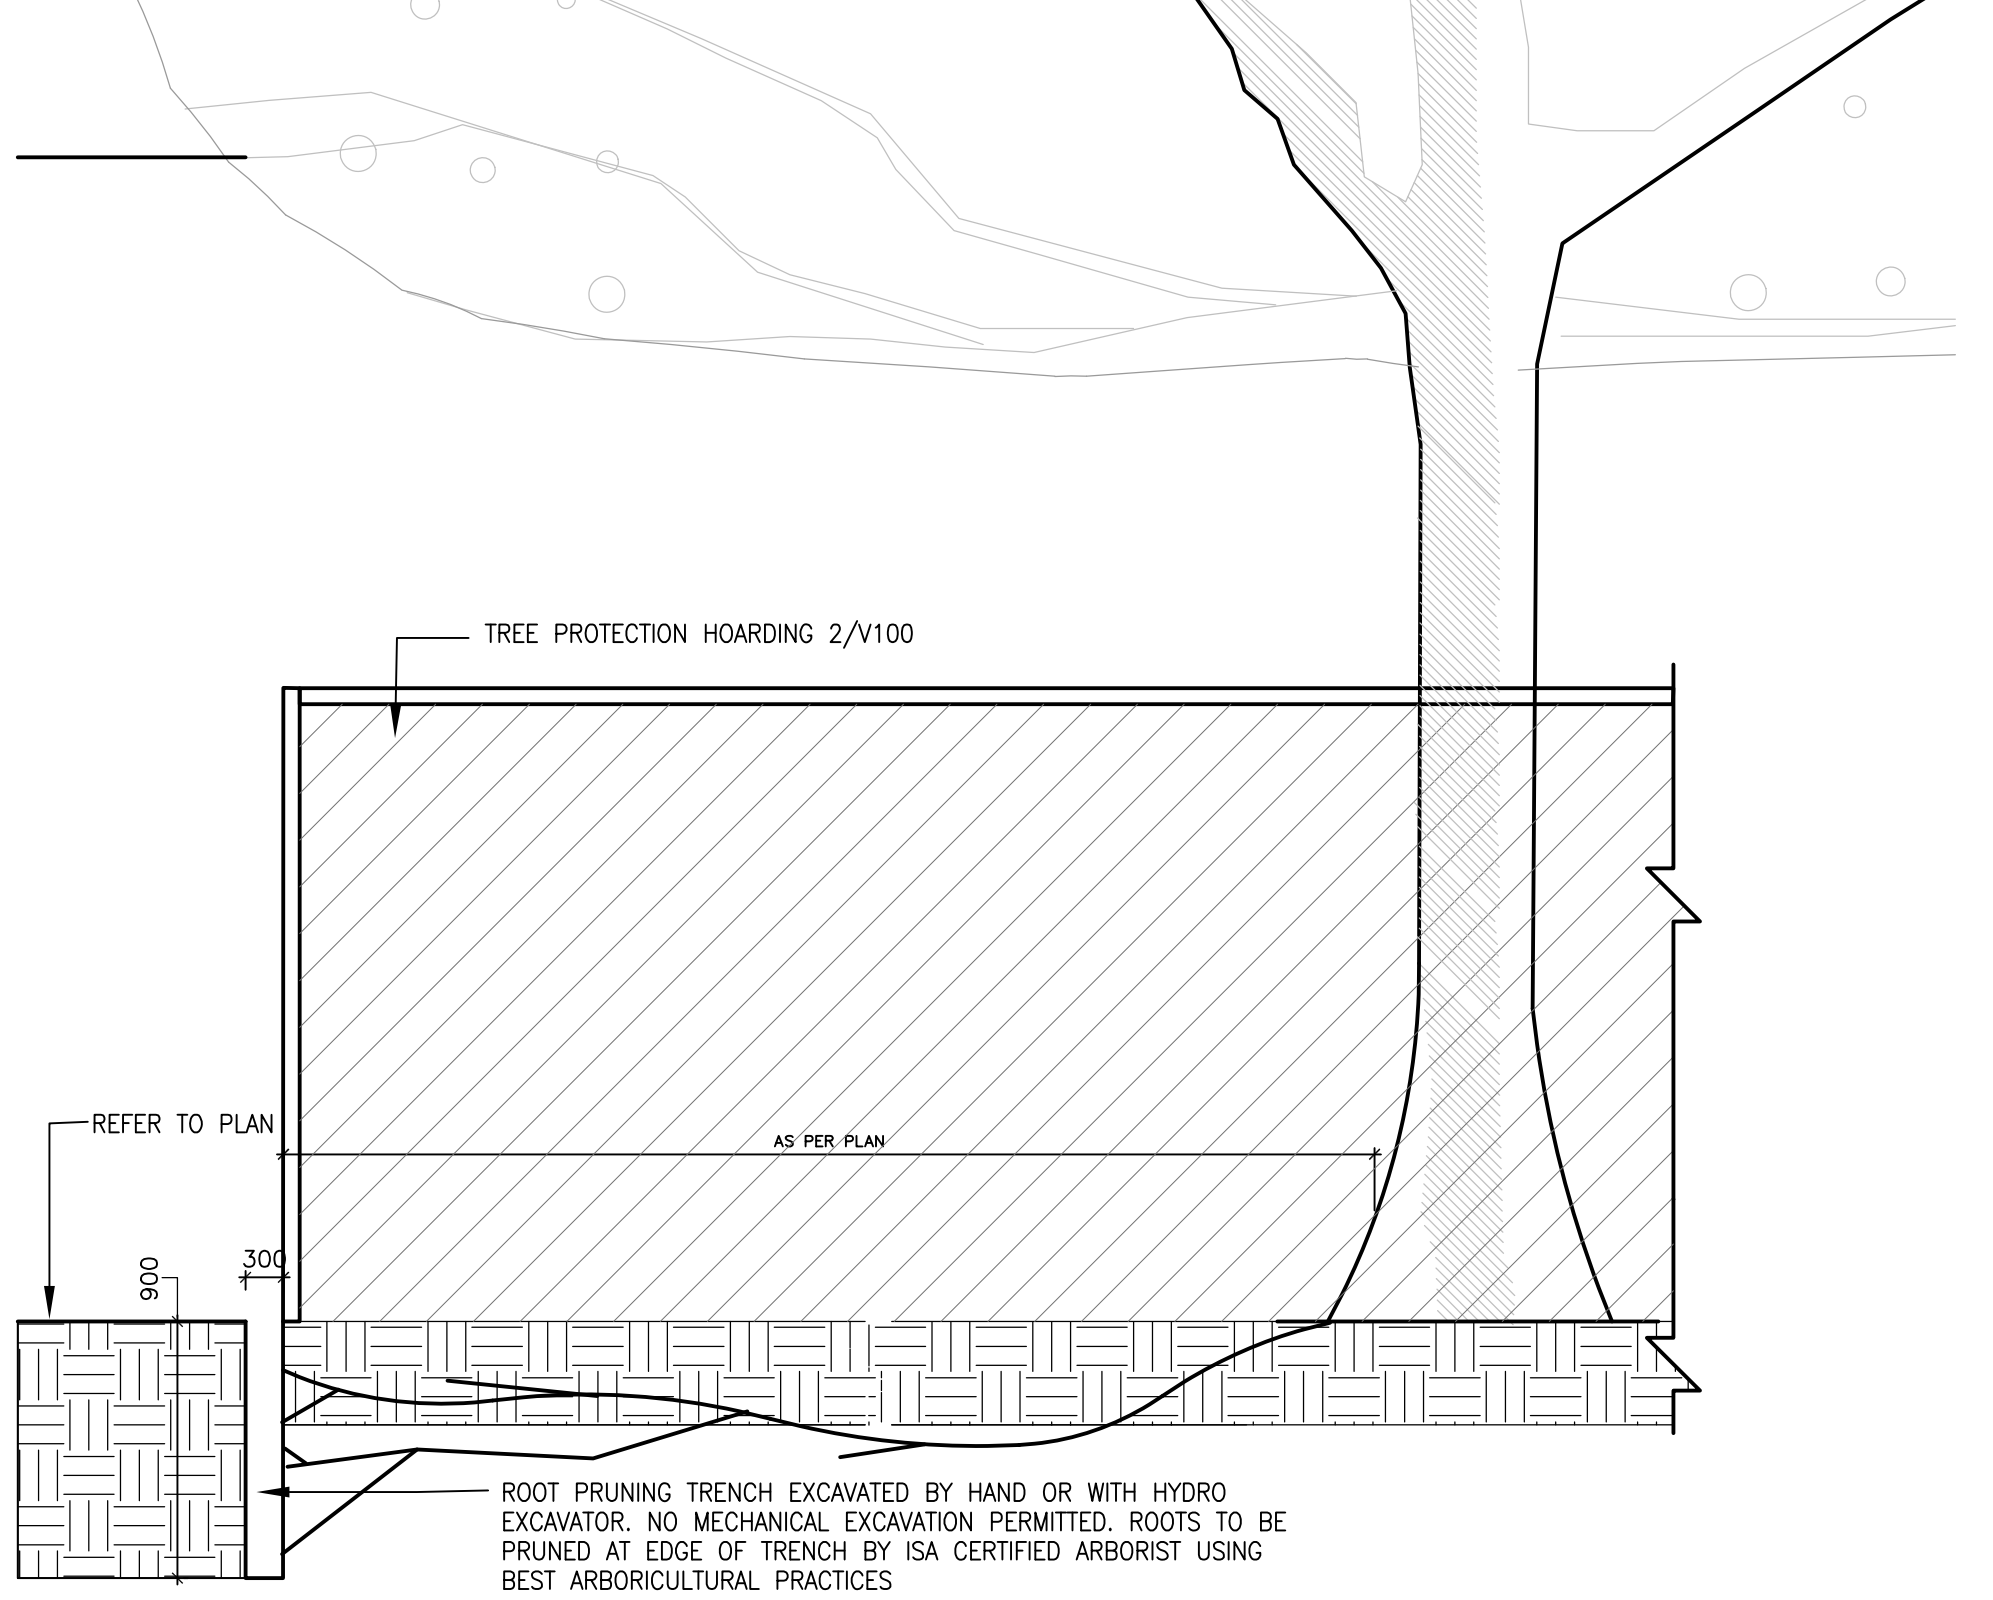 TREE PROTECTION HOARDING 2/V100
REFER TO PLAN
AS PER PLAN
300
900
ROOT PRUNING TRENCH EXCAVATED BY HAND OR WITH HYDRO
EXCAVATOR. NO MECHANICAL EXCAVATION PERMITTED. ROOTS TO BE
PRUNED AT EDGE OF TRENCH BY ISA CERTIFIED ARBORIST USING
BEST ARBORICULTURAL PRACTICES